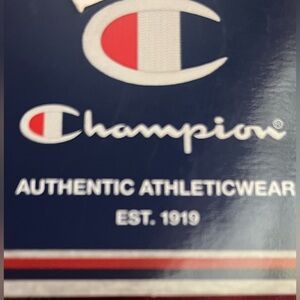 Champion®
AUTHENTIC ATHLETICWEAR
EST. 1919